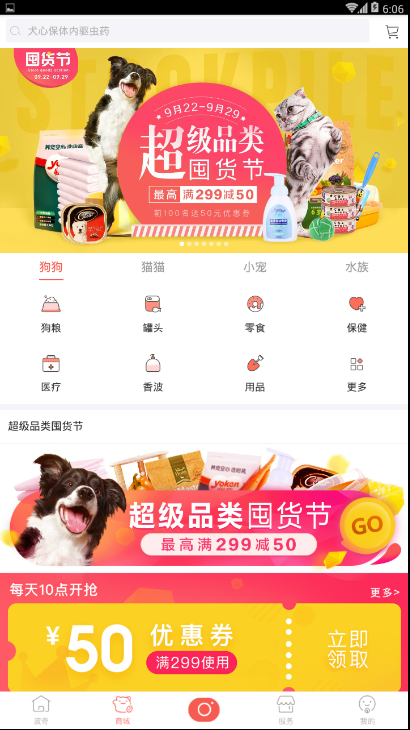 6:06
犬心保体内驱虫药
囤货节
09.22-09.29
9月22-9月29
超级品类
囤货节
最高 满299减50
前100名达50元优惠券
Yoken
Cesar
狗狗
猫猫
小宠
水族
狗粮
罐头
零食
保健
医疗
香波
用品
更多
超级品类囤货节
Yoken
超级品类囤货节
最高满299减50
GO
每天10点开抢
更多>
¥50 优惠券
满299使用
立即
领取
商城
服务
我的